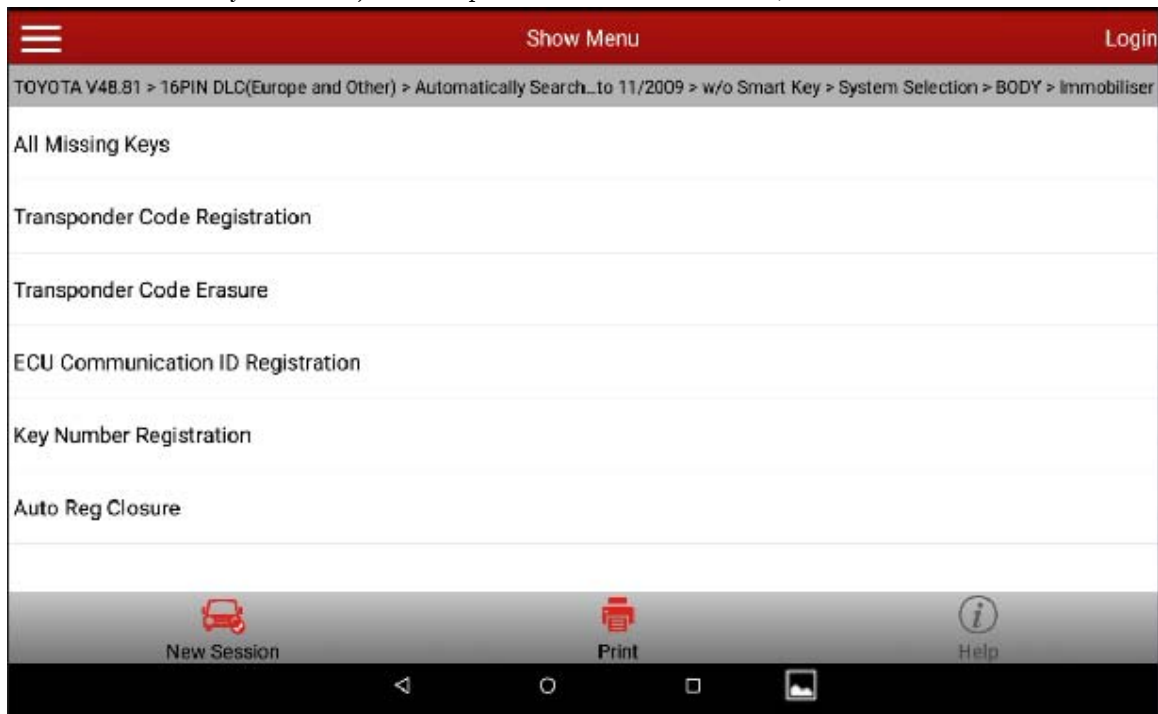 Show Menu
Login
TOYOTA V48.81 > 16PIN DLC(Europe and Other) > Automatically Search...to 11/2009 > w/o Smart Key > System Selection > BODY > Immobiliser
All Missing Keys
Transponder Code Registration
Transponder Code Erasure
ECU Communication ID Registration
Key Number Registration
Auto Reg Closure
New Session
Print
Help